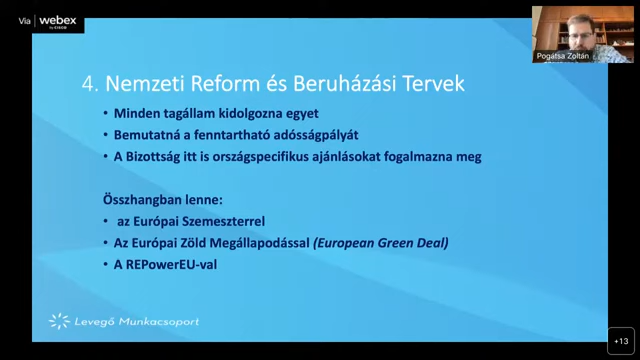 Via webex
by CISCO
Pogátsa Zoltán
4. Nemzeti Reform és Beruházási Tervek
• Minden tagállam kidolgozna egyet
• Bemutatná a fenntartható adósságpályát
• A Bizottság itt is országspecifikus ajánlásokat fogalmazna meg
Összhangban lenne:
• az Európai Szemeszterrel
• Az Európai Zöld Megállapodással (European Green Deal)
• A REPowerEU-val
Levegő Munkacsoport
+13